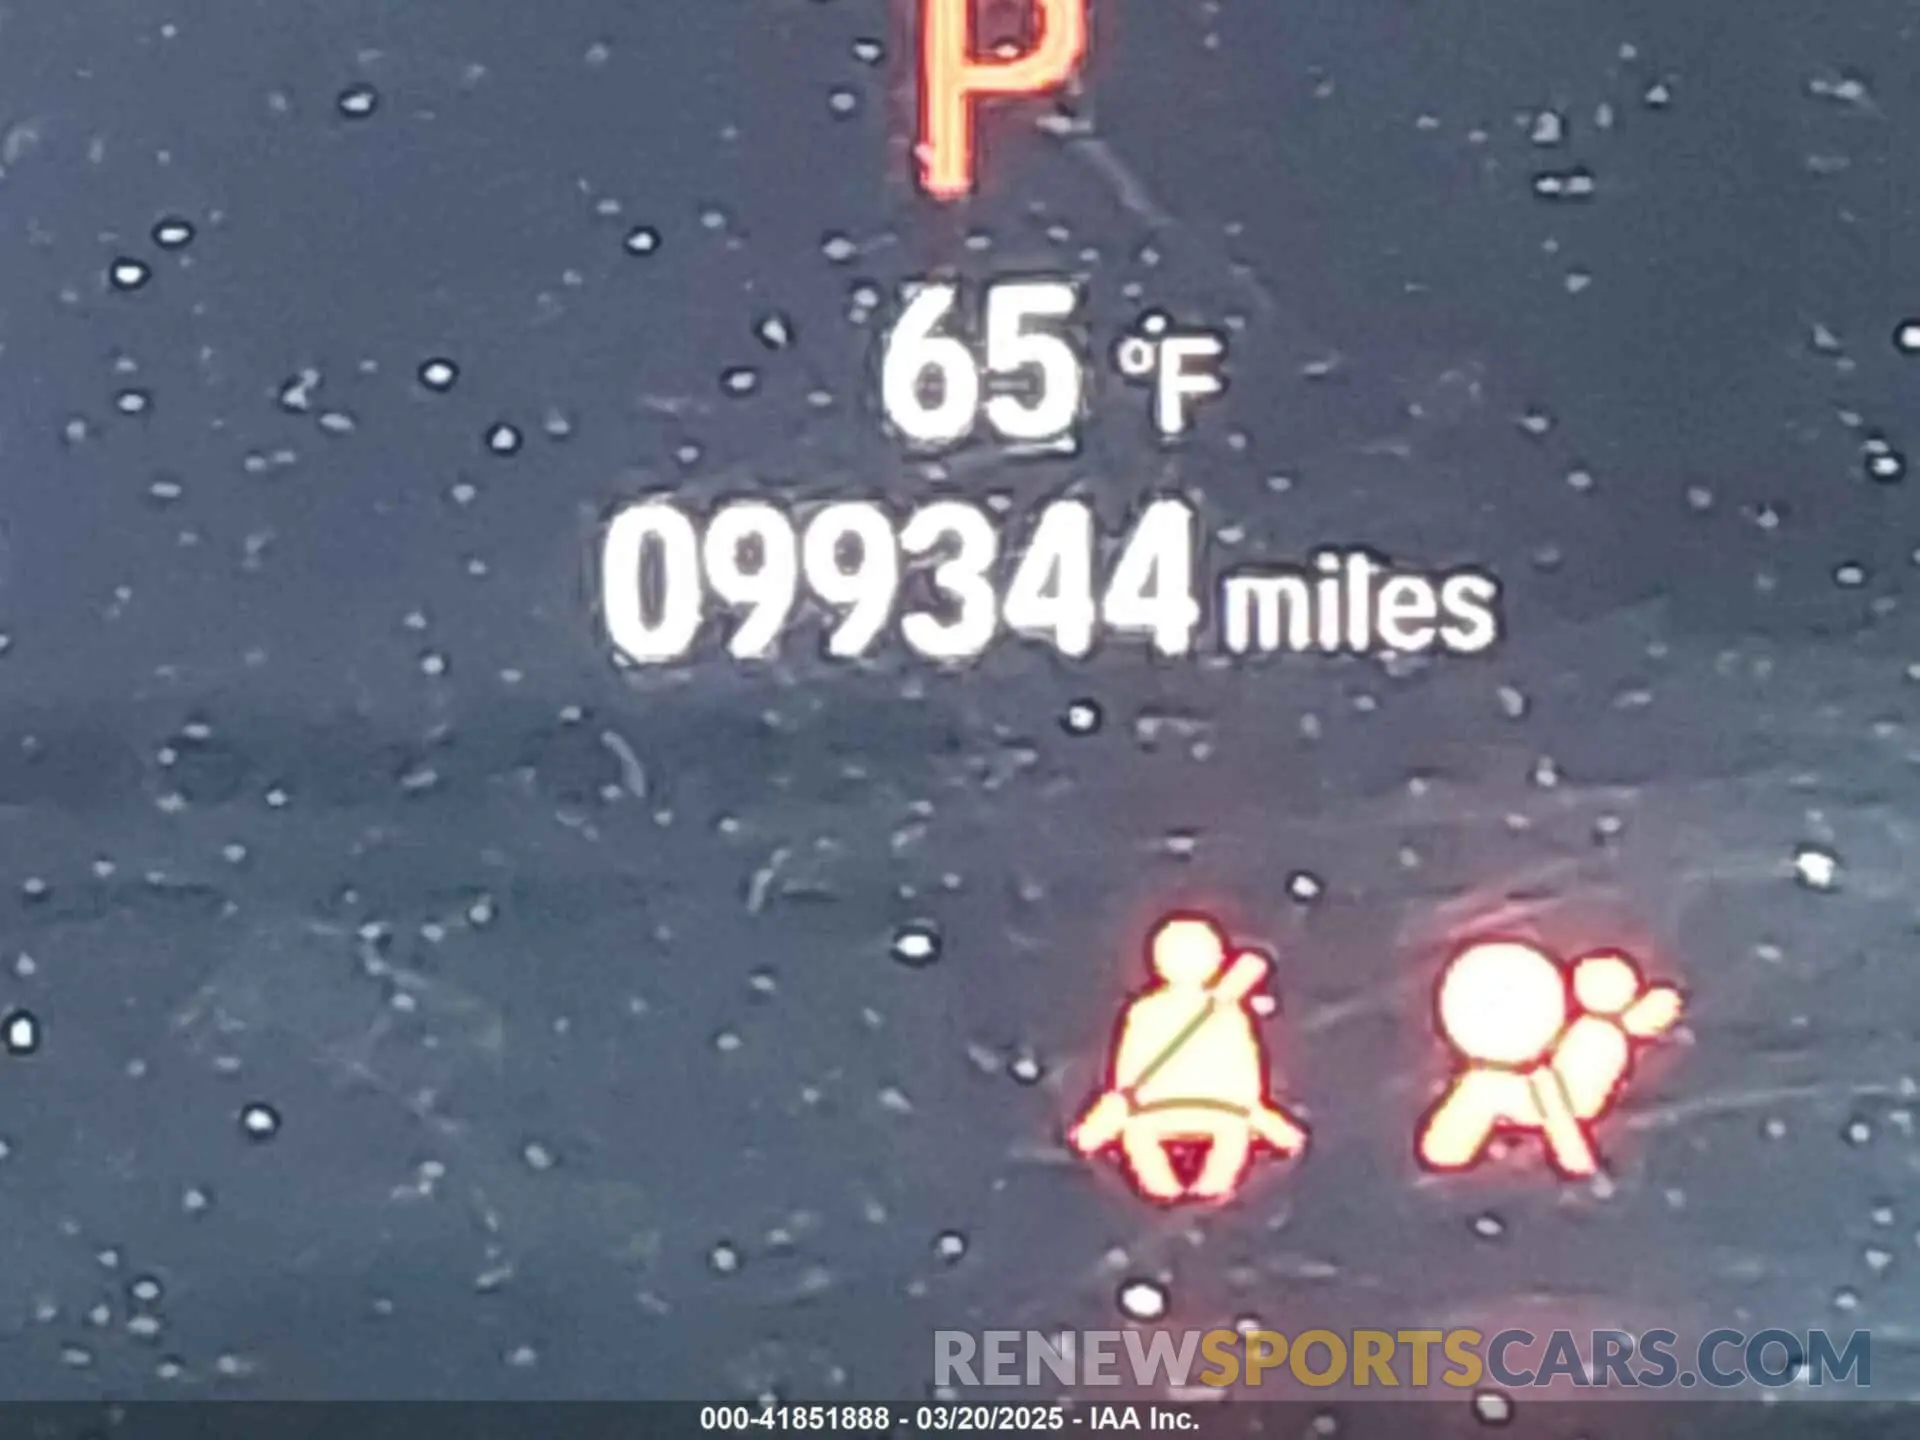 P
65 °F
099344 miles
RENEWSPORTSCARS.COM
000-41851888 - 03/20/2025 - IAA Inc.